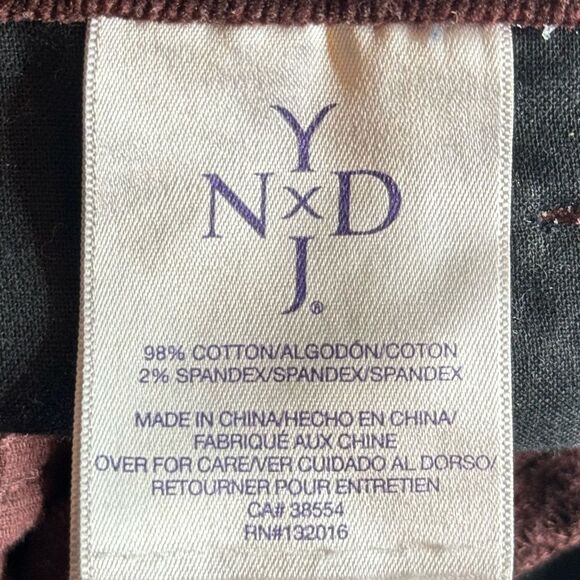 Y
N X D
J®
98% COTTON/ALGODÓN/COTON
2% SPANDEX/SPANDEX/SPANDEX
MADE IN CHINA/HECHO EN CHINA/
FABRIQUÉ AUX CHINE
OVER FOR CARE/VER CUIDADO AL DORSO/
RETOURNER POUR ENTRETIEN
CA# 38554
RN#132016